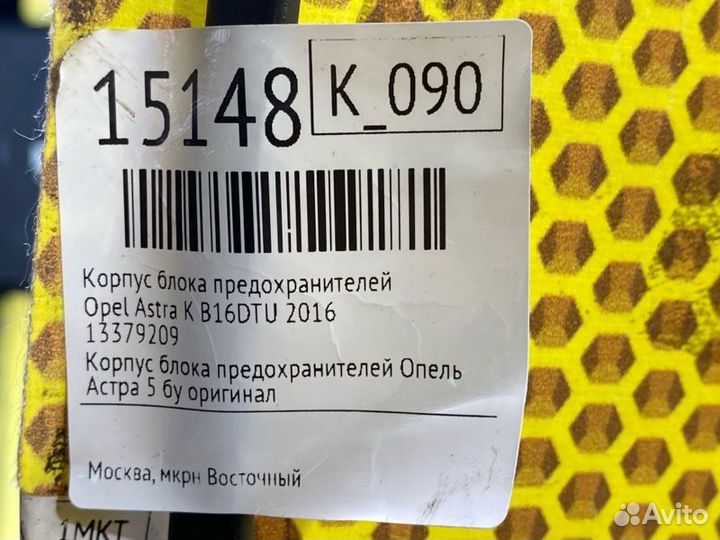 15148
K_090
Корпус блока предохранителей
Opel Astra K B16DTU 2016
13379209
Корпус блока предохранителей Опель
Астра 5 бу оригинал
Москва, мкрн Восточный
1МКТ
Avito